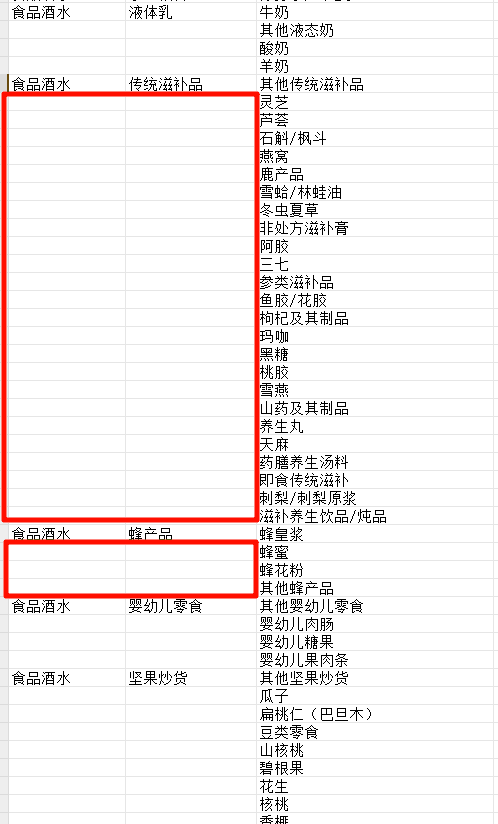 食品酒水 液体乳 牛奶
其他液态奶
酸奶
羊奶
食品酒水 传统滋补品 其他传统滋补品
灵芝
芦荟
石斛/枫斗
燕窝
鹿产品
雪蛤/林蛙油
冬虫夏草
非处方滋补膏
阿胶
三七
参类滋补品
鱼胶/花胶
枸杞及其制品
玛咖
黑糖
桃胶
雪燕
山药及其制品
养生丸
天麻
药膳养生汤料
即食传统滋补
刺梨/刺梨原浆
滋补养生饮品/炖品
食品酒水 蜂产品 蜂皇浆
蜂蜜
蜂花粉
其他蜂产品
食品酒水 婴幼儿零食 其他婴幼儿零食
婴幼儿肉肠
婴幼儿糖果
婴幼儿果肉条
食品酒水 坚果炒货 其他坚果炒货
瓜子
扁桃仁（巴旦木）
豆类零食
山核桃
碧根果
花生
核桃
香榧